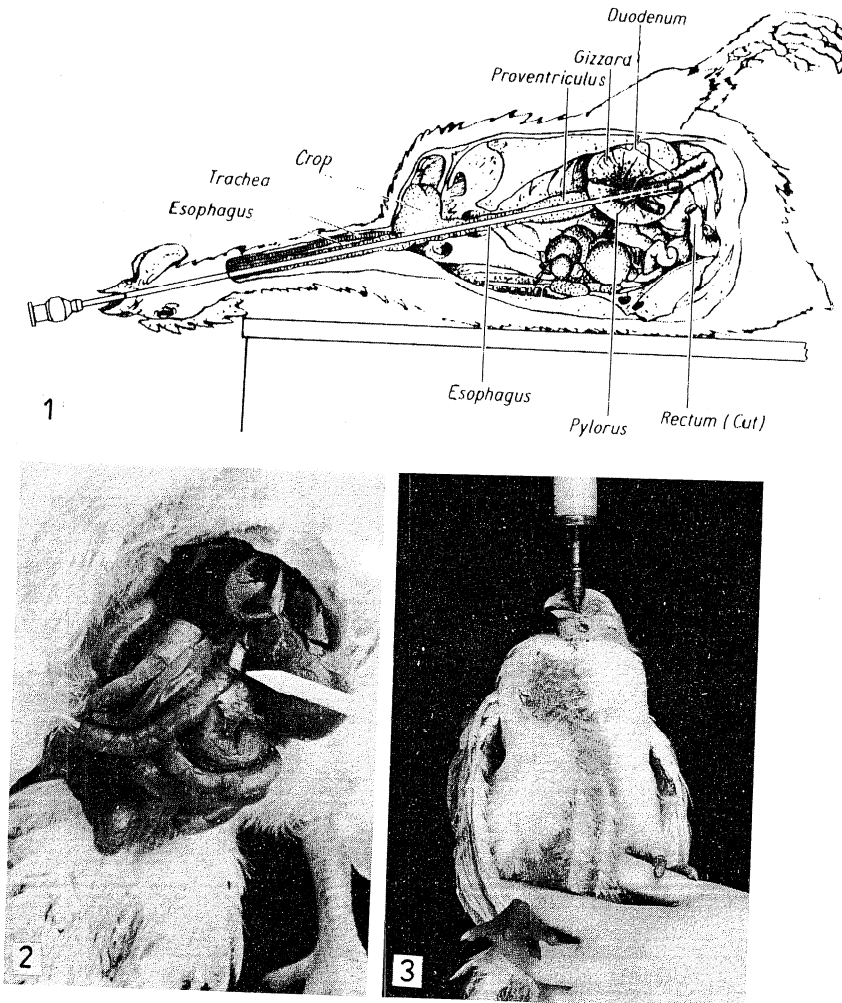 Duodenum
Gizzard
Proventriculus
Crop
Trachea
Esophagus
Esophagus
Pylorus
Rectum (Cut)
1
2
3